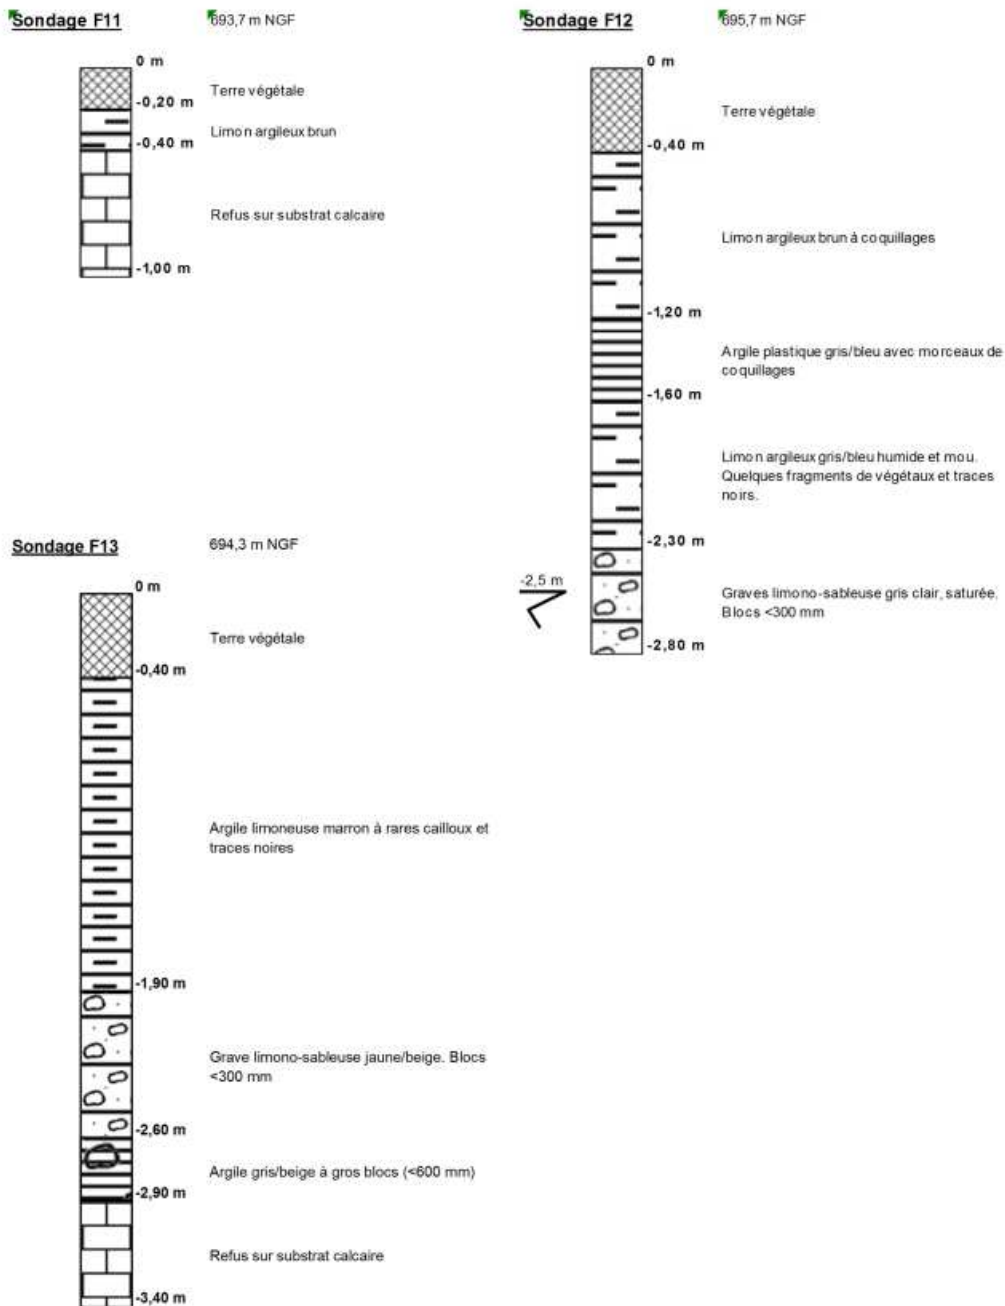 Sondage F11
693,7 m NGF
0 m
Terre végétale
-0,20 m
Limon argileux brun
-0,40 m
Refus sur substrat calcaire
-1,00 m
Sondage F12
695,7 m NGF
0 m
Terre végétale
-0,40 m
Limon argileux brun à coquillages
-1,20 m
Argile plastique gris/bleu avec morceaux de
coquillages
-1,60 m
Limon argileux gris/bleu humide et mou.
Quelques fragments de végétaux et traces
noirs.
-2,30 m
-2,5 m
Graves limono-sableuse gris clair, saturée.
Blocs <300 mm
-2,80 m
Sondage F13
694,3 m NGF
0 m
Terre végétale
-0,40 m
Argile limoneuse marron à rares cailloux et
traces noires
-1,90 m
Grave limono-sableuse jaune/beige. Blocs
<300 mm
-2,60 m
Argile gris/beige à gros blocs (<600 mm)
-2,90 m
Refus sur substrat calcaire
-3,40 m